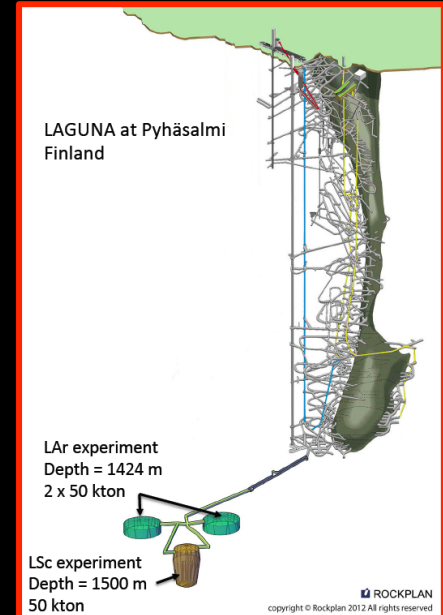 LAGUNA at Pyhäsalmi
Finland
LAr experiment
Depth = 1424 m
2 x 50 kton
LSc experiment
Depth = 1500 m
50 kton
ROCKPLAN
copyright © Rockplan 2012 All rights reserved